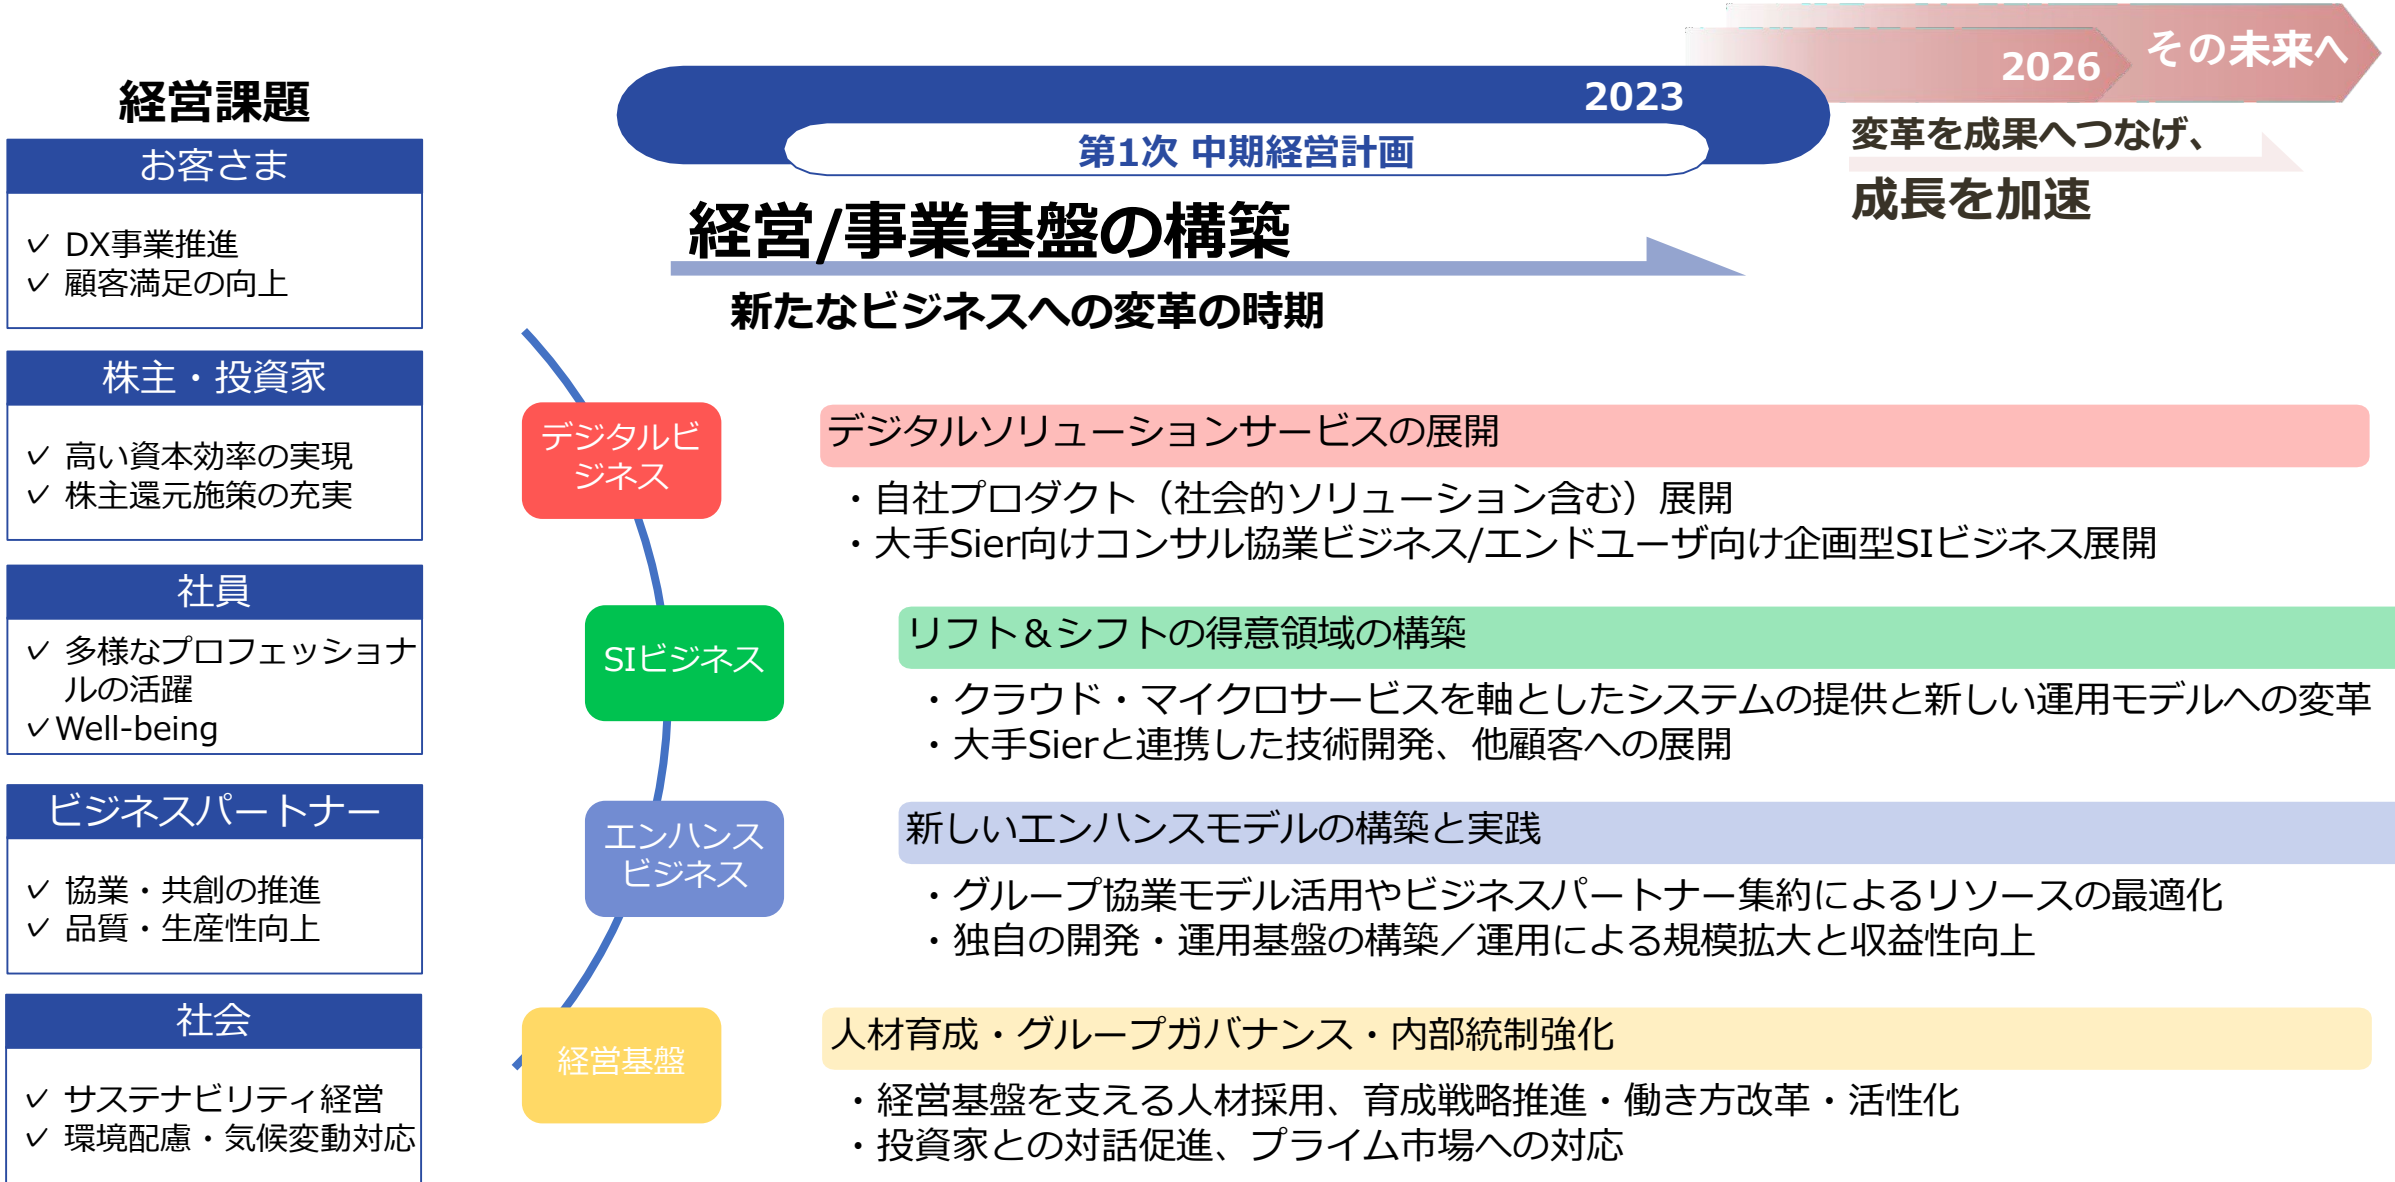 経営課題
お客さま
✓ DX事業推進
✓ 顧客満足の向上
株主・投資家
✓ 高い資本効率の実現
✓ 株主還元施策の充実
社員
✓ 多様なプロフェッショナ
ルの活躍
✓Well-being
ビジネスパートナー
✓ 協業・共創の推進
✓ 品質・生産性向上
社会
✓ サステナビリティ経営
✓ 環境配慮・気候変動対応
2023
第1次 中期経営計画
経営/事業基盤の構築
新たなビジネスへの変革の時期
2026
その未来へ
変革を成果へつなげ、
成長を加速
デジタルビ
ジネス
デジタルソリューションサービスの展開
・自社プロダクト（社会的ソリューション含む）展開
・大手Sier向けコンサル協業ビジネス/エンドユーザ向け企画型SIビジネス展開
SIビジネス
リフト＆シフトの得意領域の構築
・クラウド・マイクロサービスを軸としたシステムの提供と新しい運用モデルへの変革
・大手Sierと連携した技術開発、他顧客への展開
エンハンス
ビジネス
新しいエンハンスモデルの構築と実践
・グループ協業モデル活用やビジネスパートナー集約によるリソースの最適化
・独自の開発・運用基盤の構築／運用による規模拡大と収益性向上
経営基盤
人材育成・グループガバナンス・内部統制強化
・経営基盤を支える人材採用、育成戦略推進・働き方改革・活性化
・投資家との対話促進、プライム市場への対応